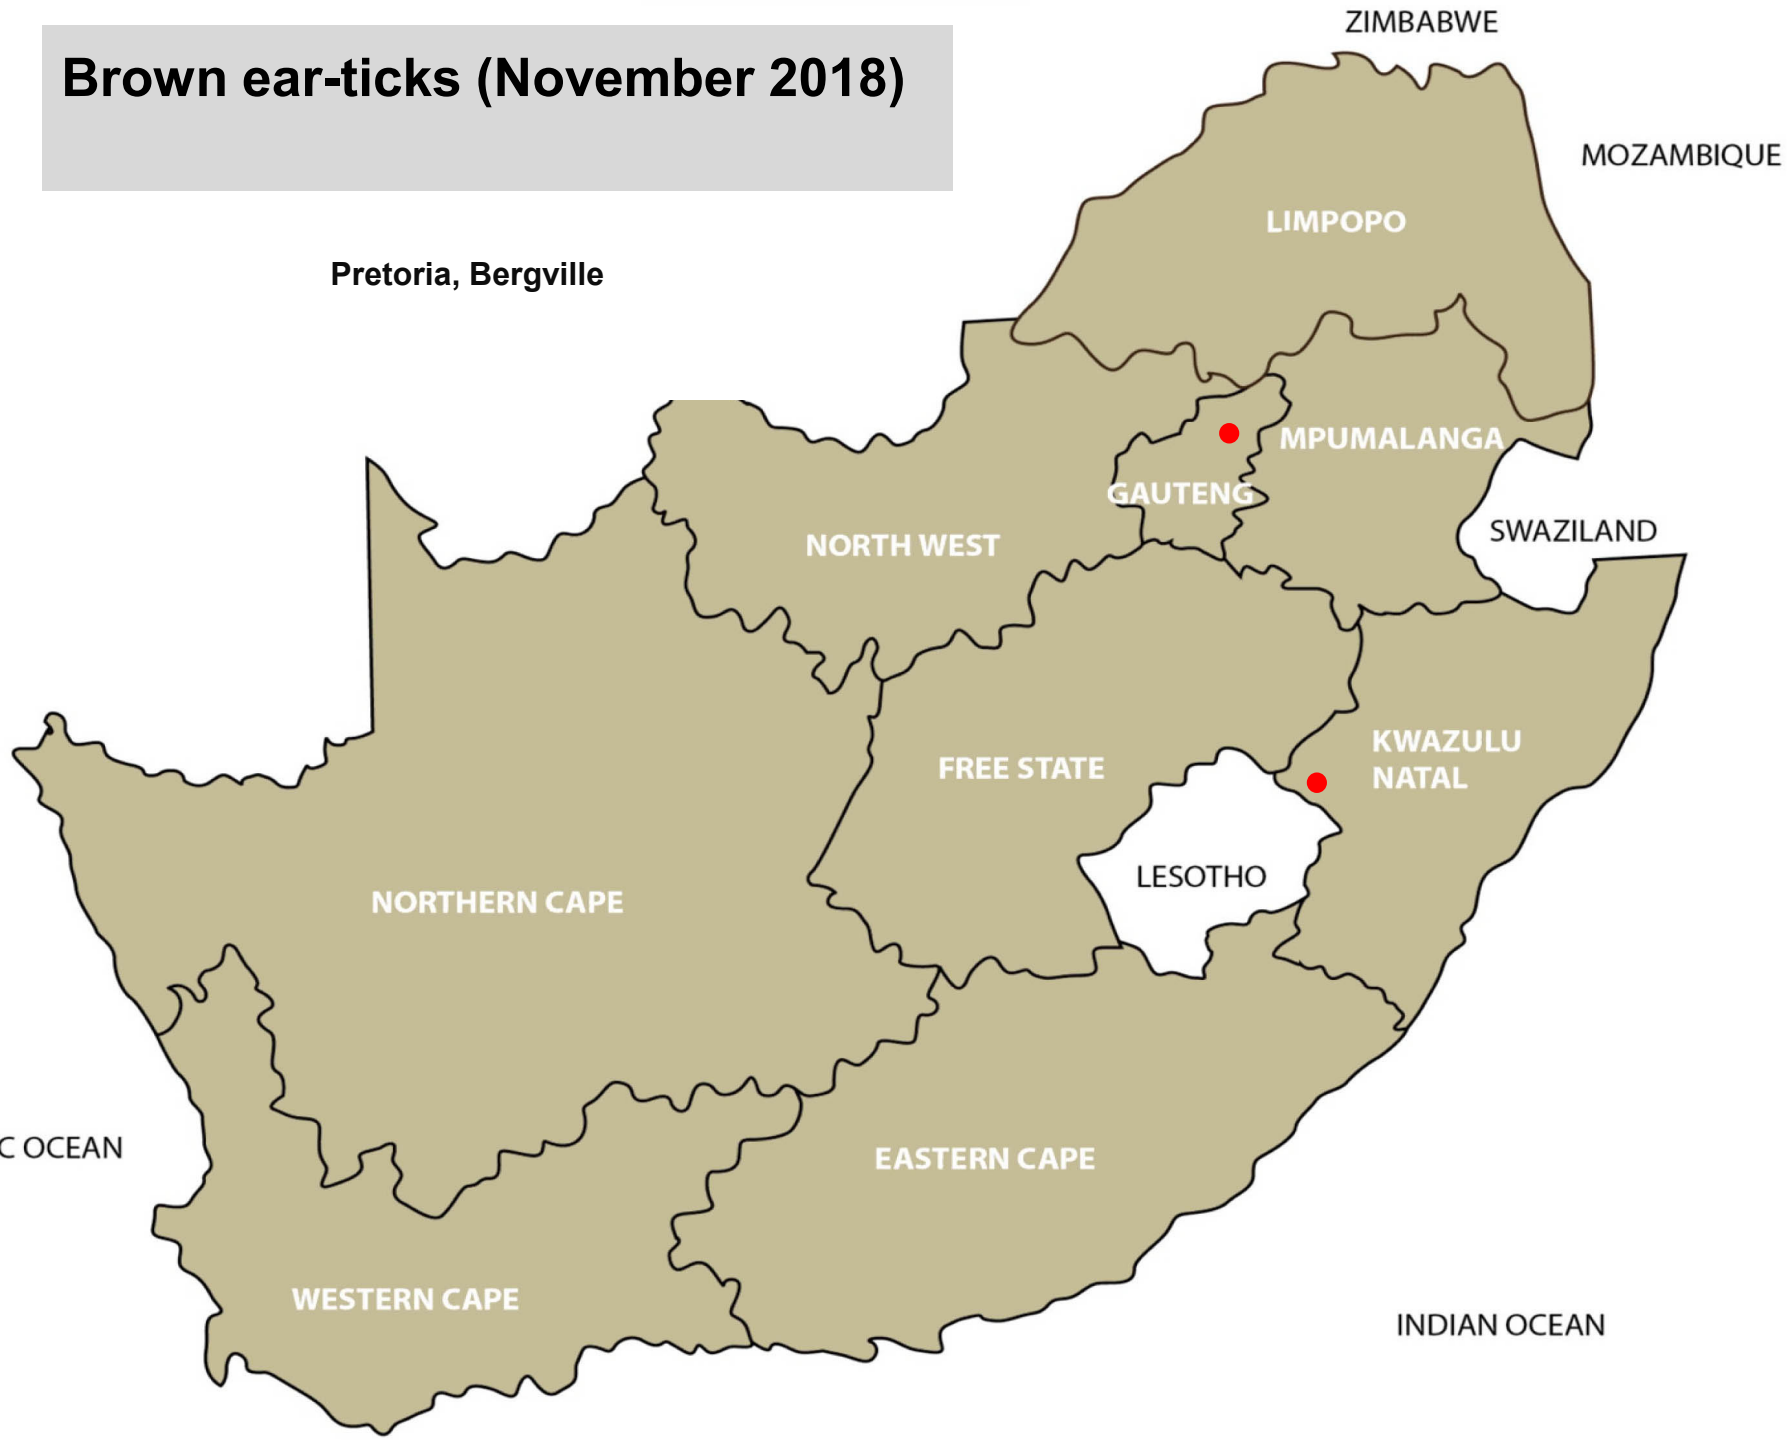 ZIMBABWE
Brown ear-ticks (November 2018)
MOZAMBIQUE
LIMPOPO
Pretoria, Bergville
MPUMALANGA
GAUTENG
SWAZILAND
NORTH WEST
KWAZULU
NATAL
FREE STATE
LESOTHO
NORTHERN CAPE
C OCEAN
EASTERN CAPE
WESTERN CAPE
INDIAN OCEAN